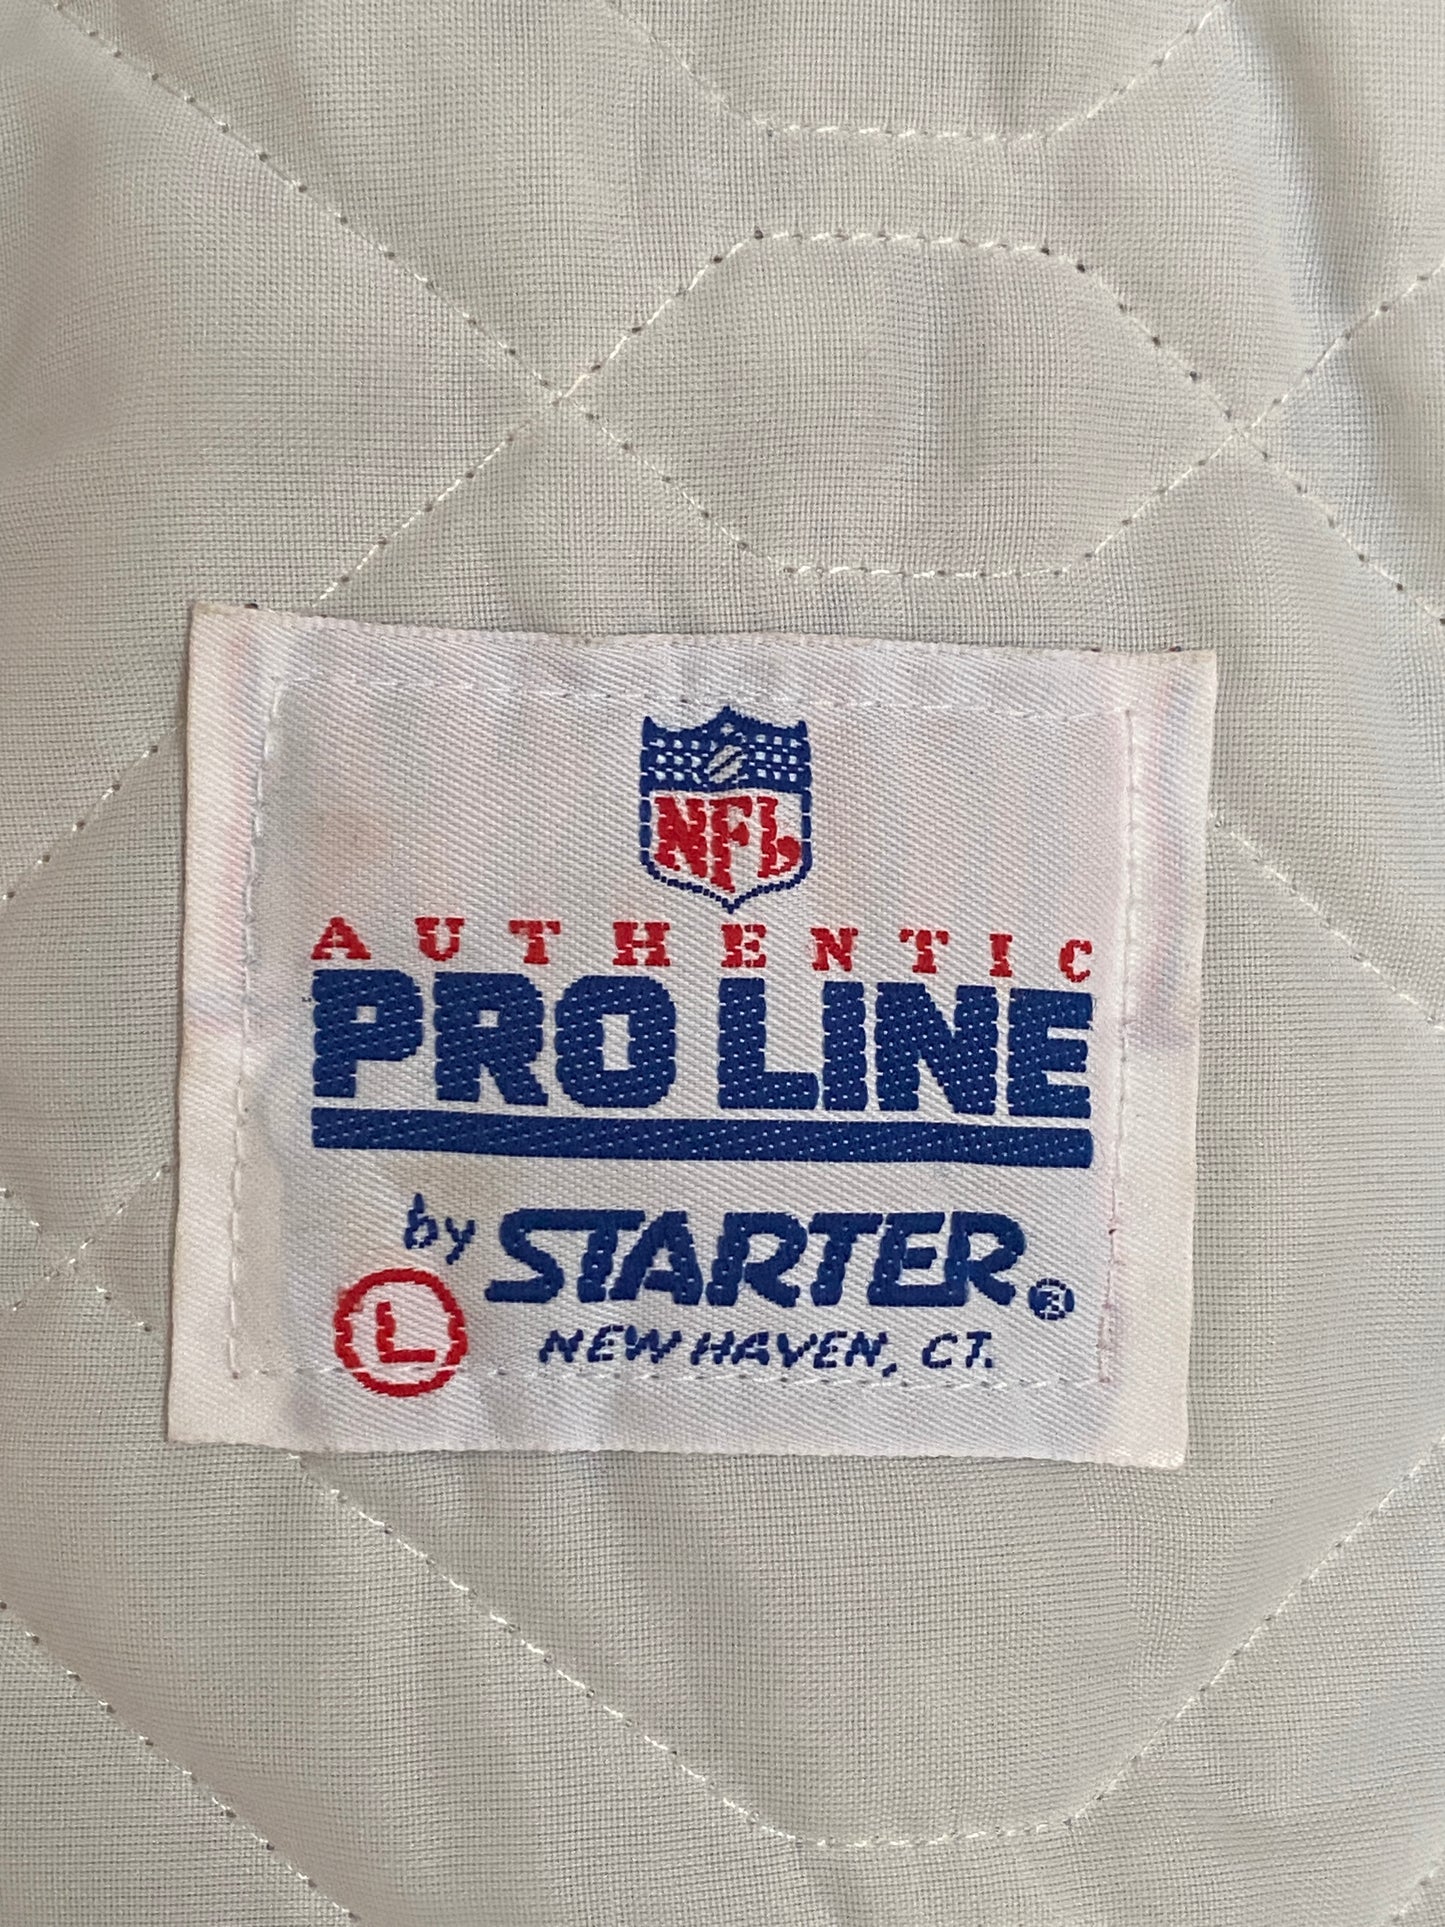 NFL
AUTHENTIC
PRO LINE
by STARTER®
L
NEW HAVEN, CT.